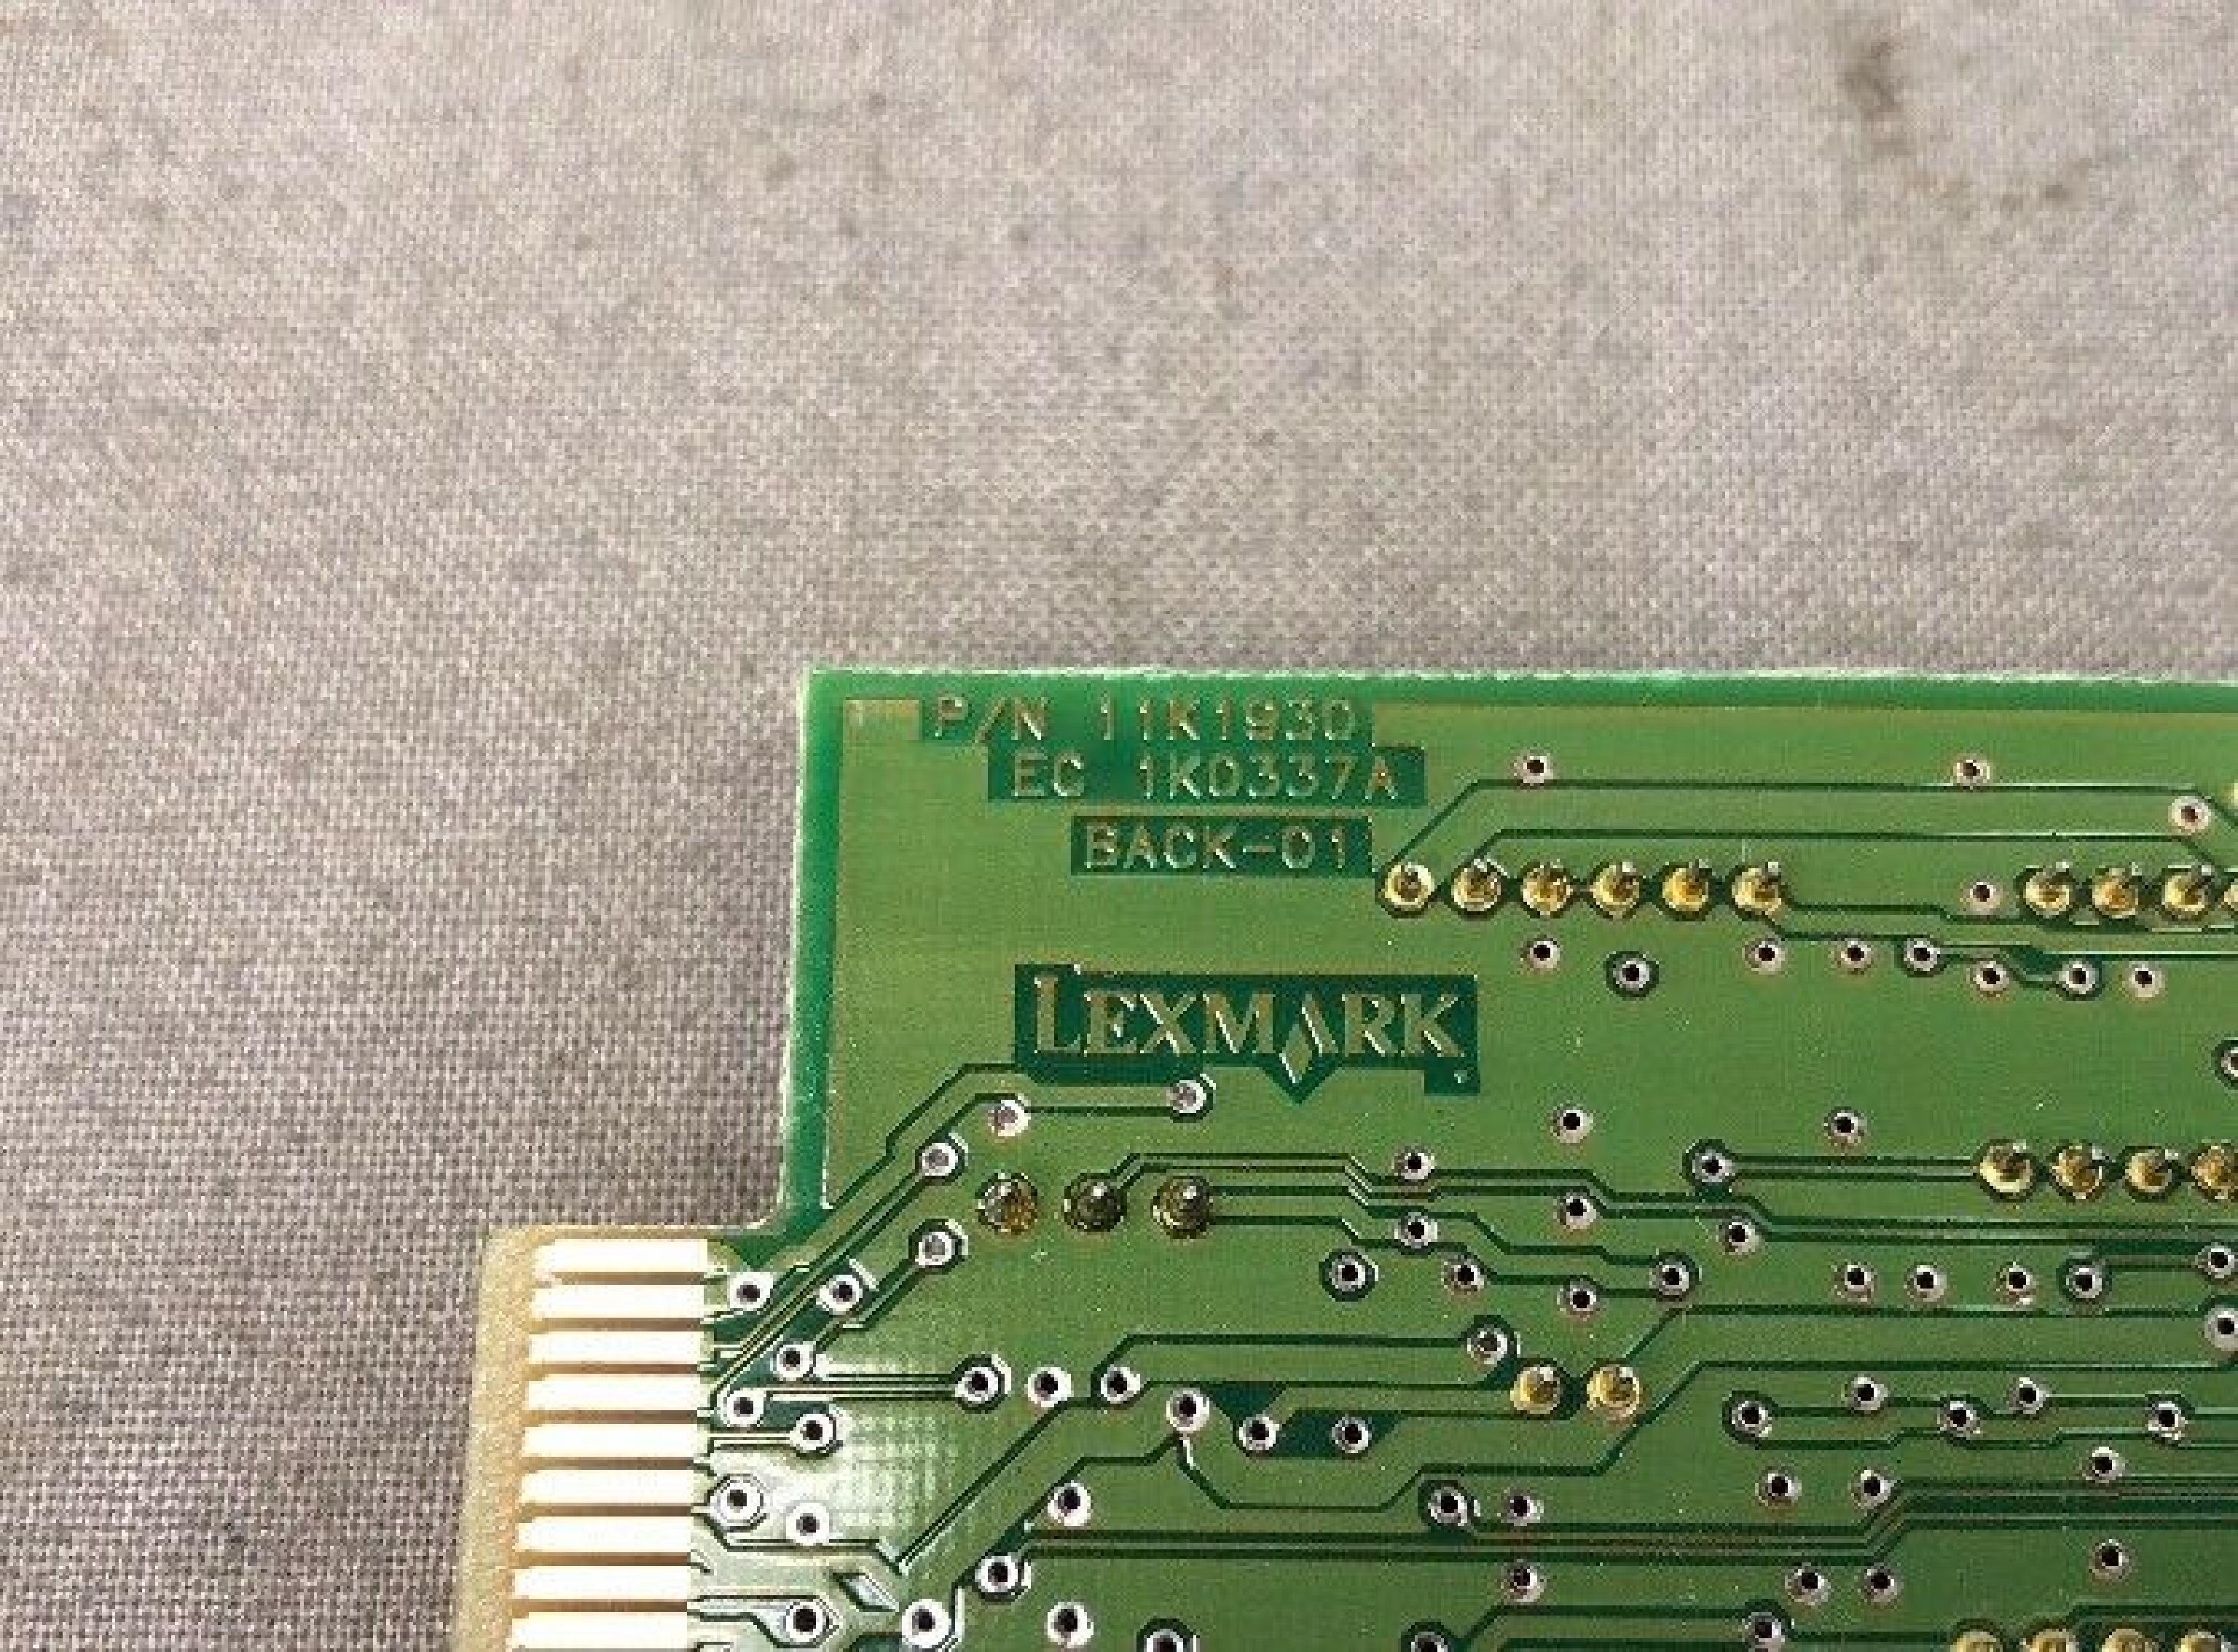 P/N 11K1930
EC 1K0337A
BACK-01
LEXMARK